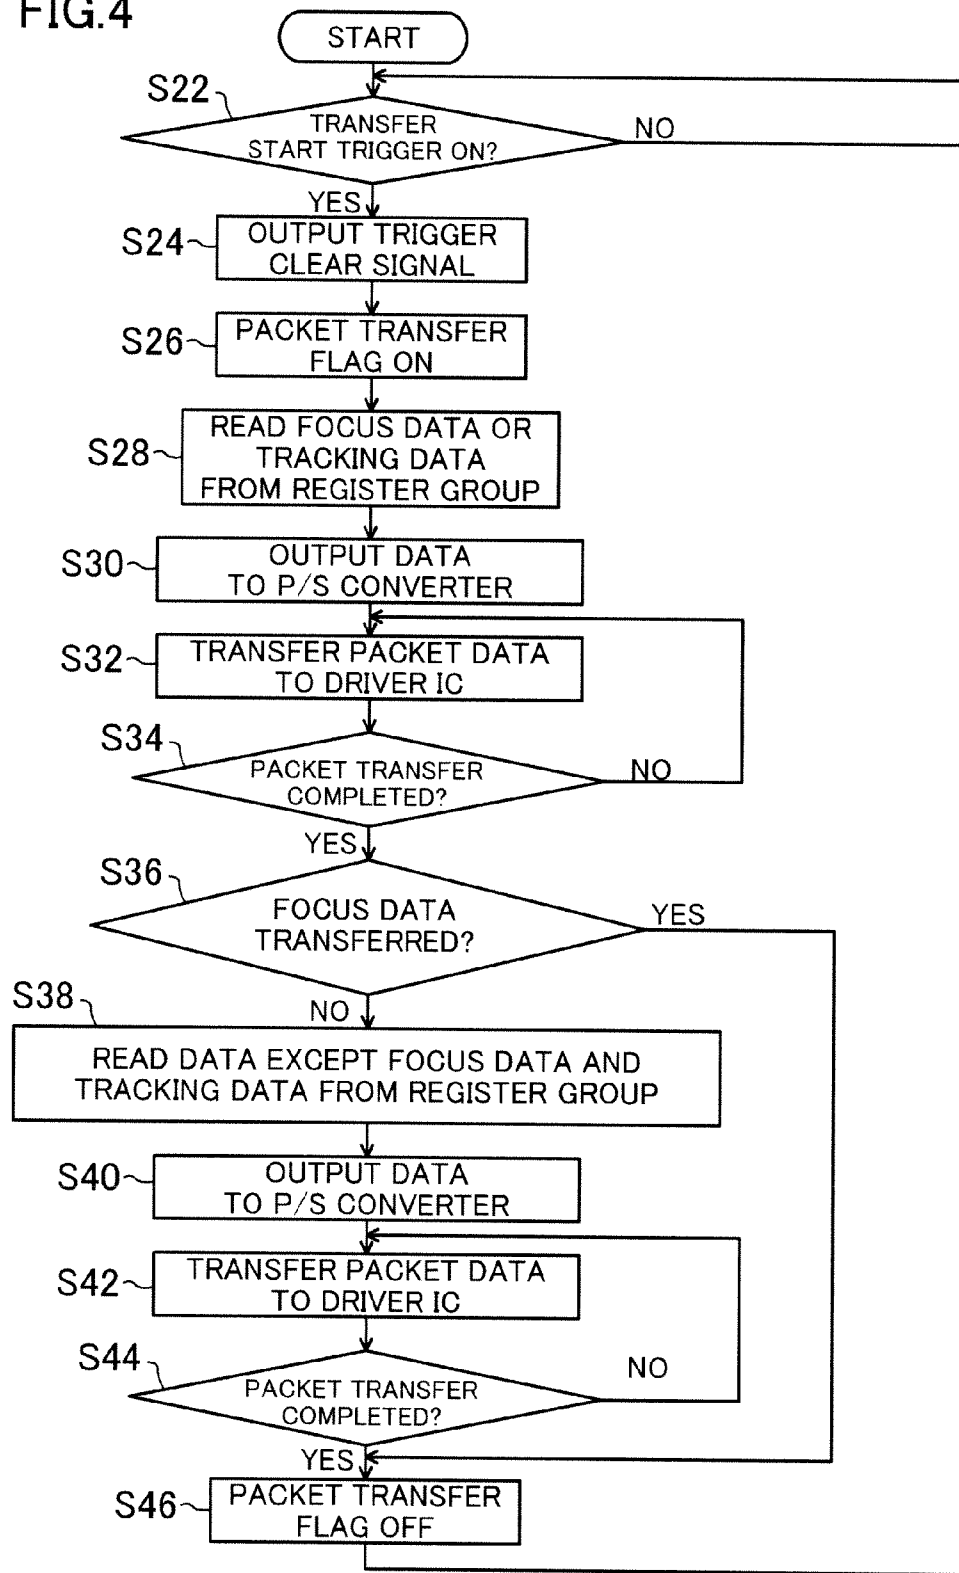 FIG.4
START
S22
TRANSFER
START TRIGGER ON?
NO
YES
S24
OUTPUT TRIGGER
CLEAR SIGNAL
S26
PACKET TRANSFER
FLAG ON
S28
READ FOCUS DATA OR
TRACKING DATA
FROM REGISTER GROUP
S30
OUTPUT DATA
TO P/S CONVERTER
S32
TRANSFER PACKET DATA
TO DRIVER IC
S34
PACKET TRANSFER
COMPLETED?
NO
YES
S36
FOCUS DATA
TRANSFERRED?
YES
NO
S38
READ DATA EXCEPT FOCUS DATA AND
TRACKING DATA FROM REGISTER GROUP
S40
OUTPUT DATA
TO P/S CONVERTER
S42
TRANSFER PACKET DATA
TO DRIVER IC
S44
PACKET TRANSFER
COMPLETED?
NO
YES
S46
PACKET TRANSFER
FLAG OFF